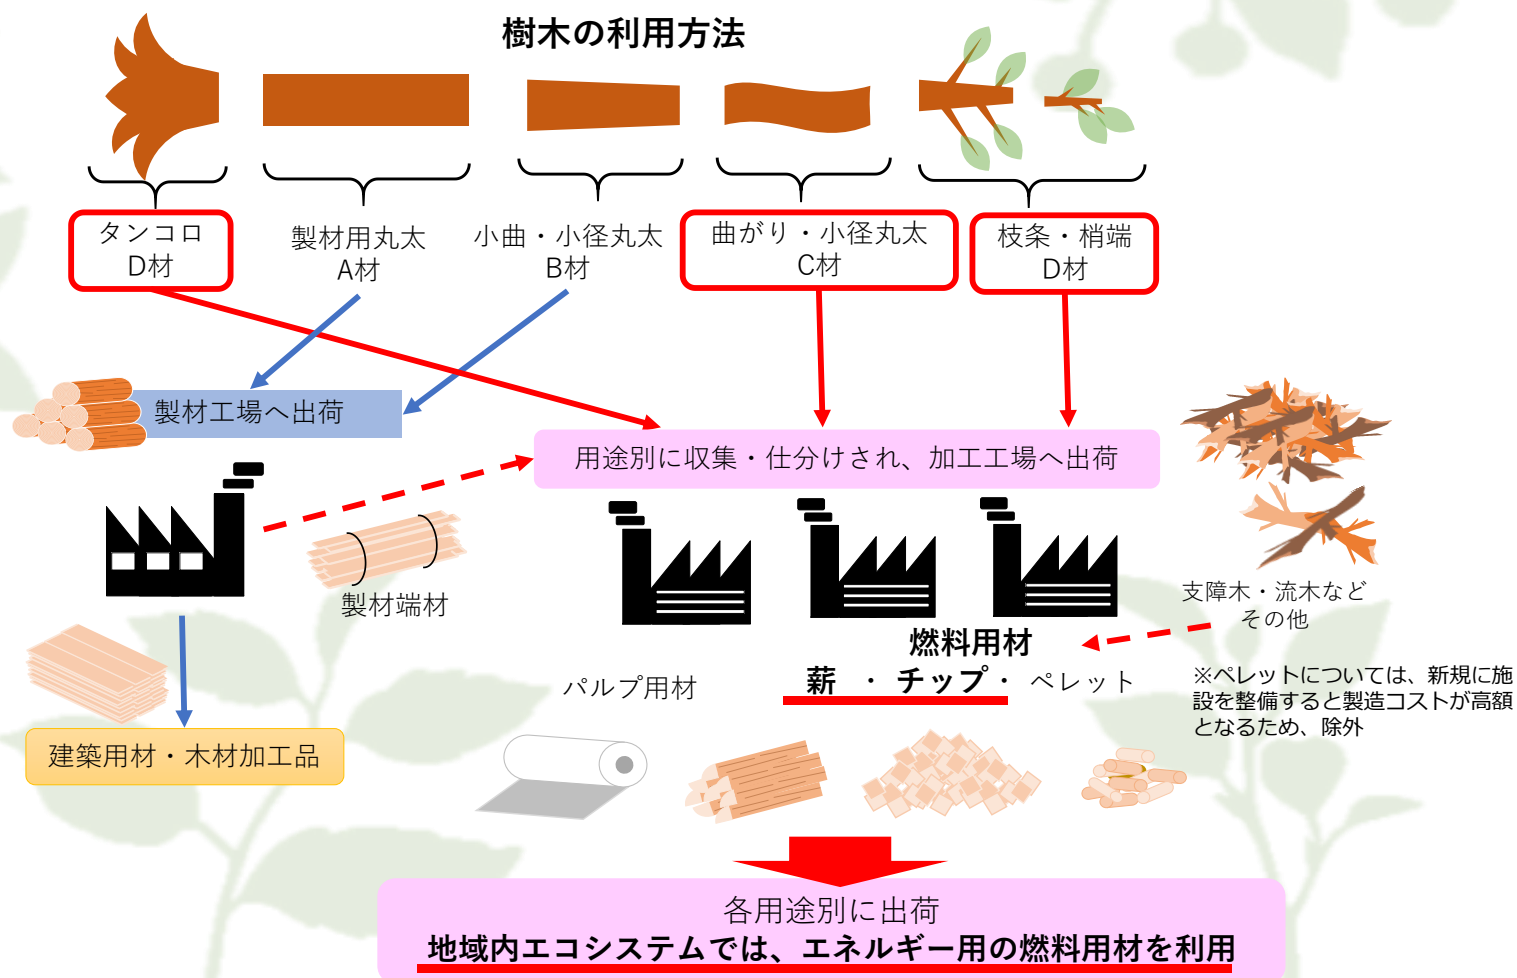 樹木の利用方法
タンコロ
D材
製材用丸太
A材
小曲・小径丸太
B材
曲がり・小径丸太
C材
枝条・梢端
D材
製材工場へ出荷
用途別に収集・仕分けされ、加工工場へ出荷
製材端材
支障木・流木など
その他
燃料用材
パルプ用材
薪 ・ チップ・ ペレット
※ペレットについては、新規に施
設を整備すると製造コストが高額
となるため、除外
建築用材・木材加工品
各用途別に出荷
地域内エコシステムでは、エネルギー用の燃料用材を利用